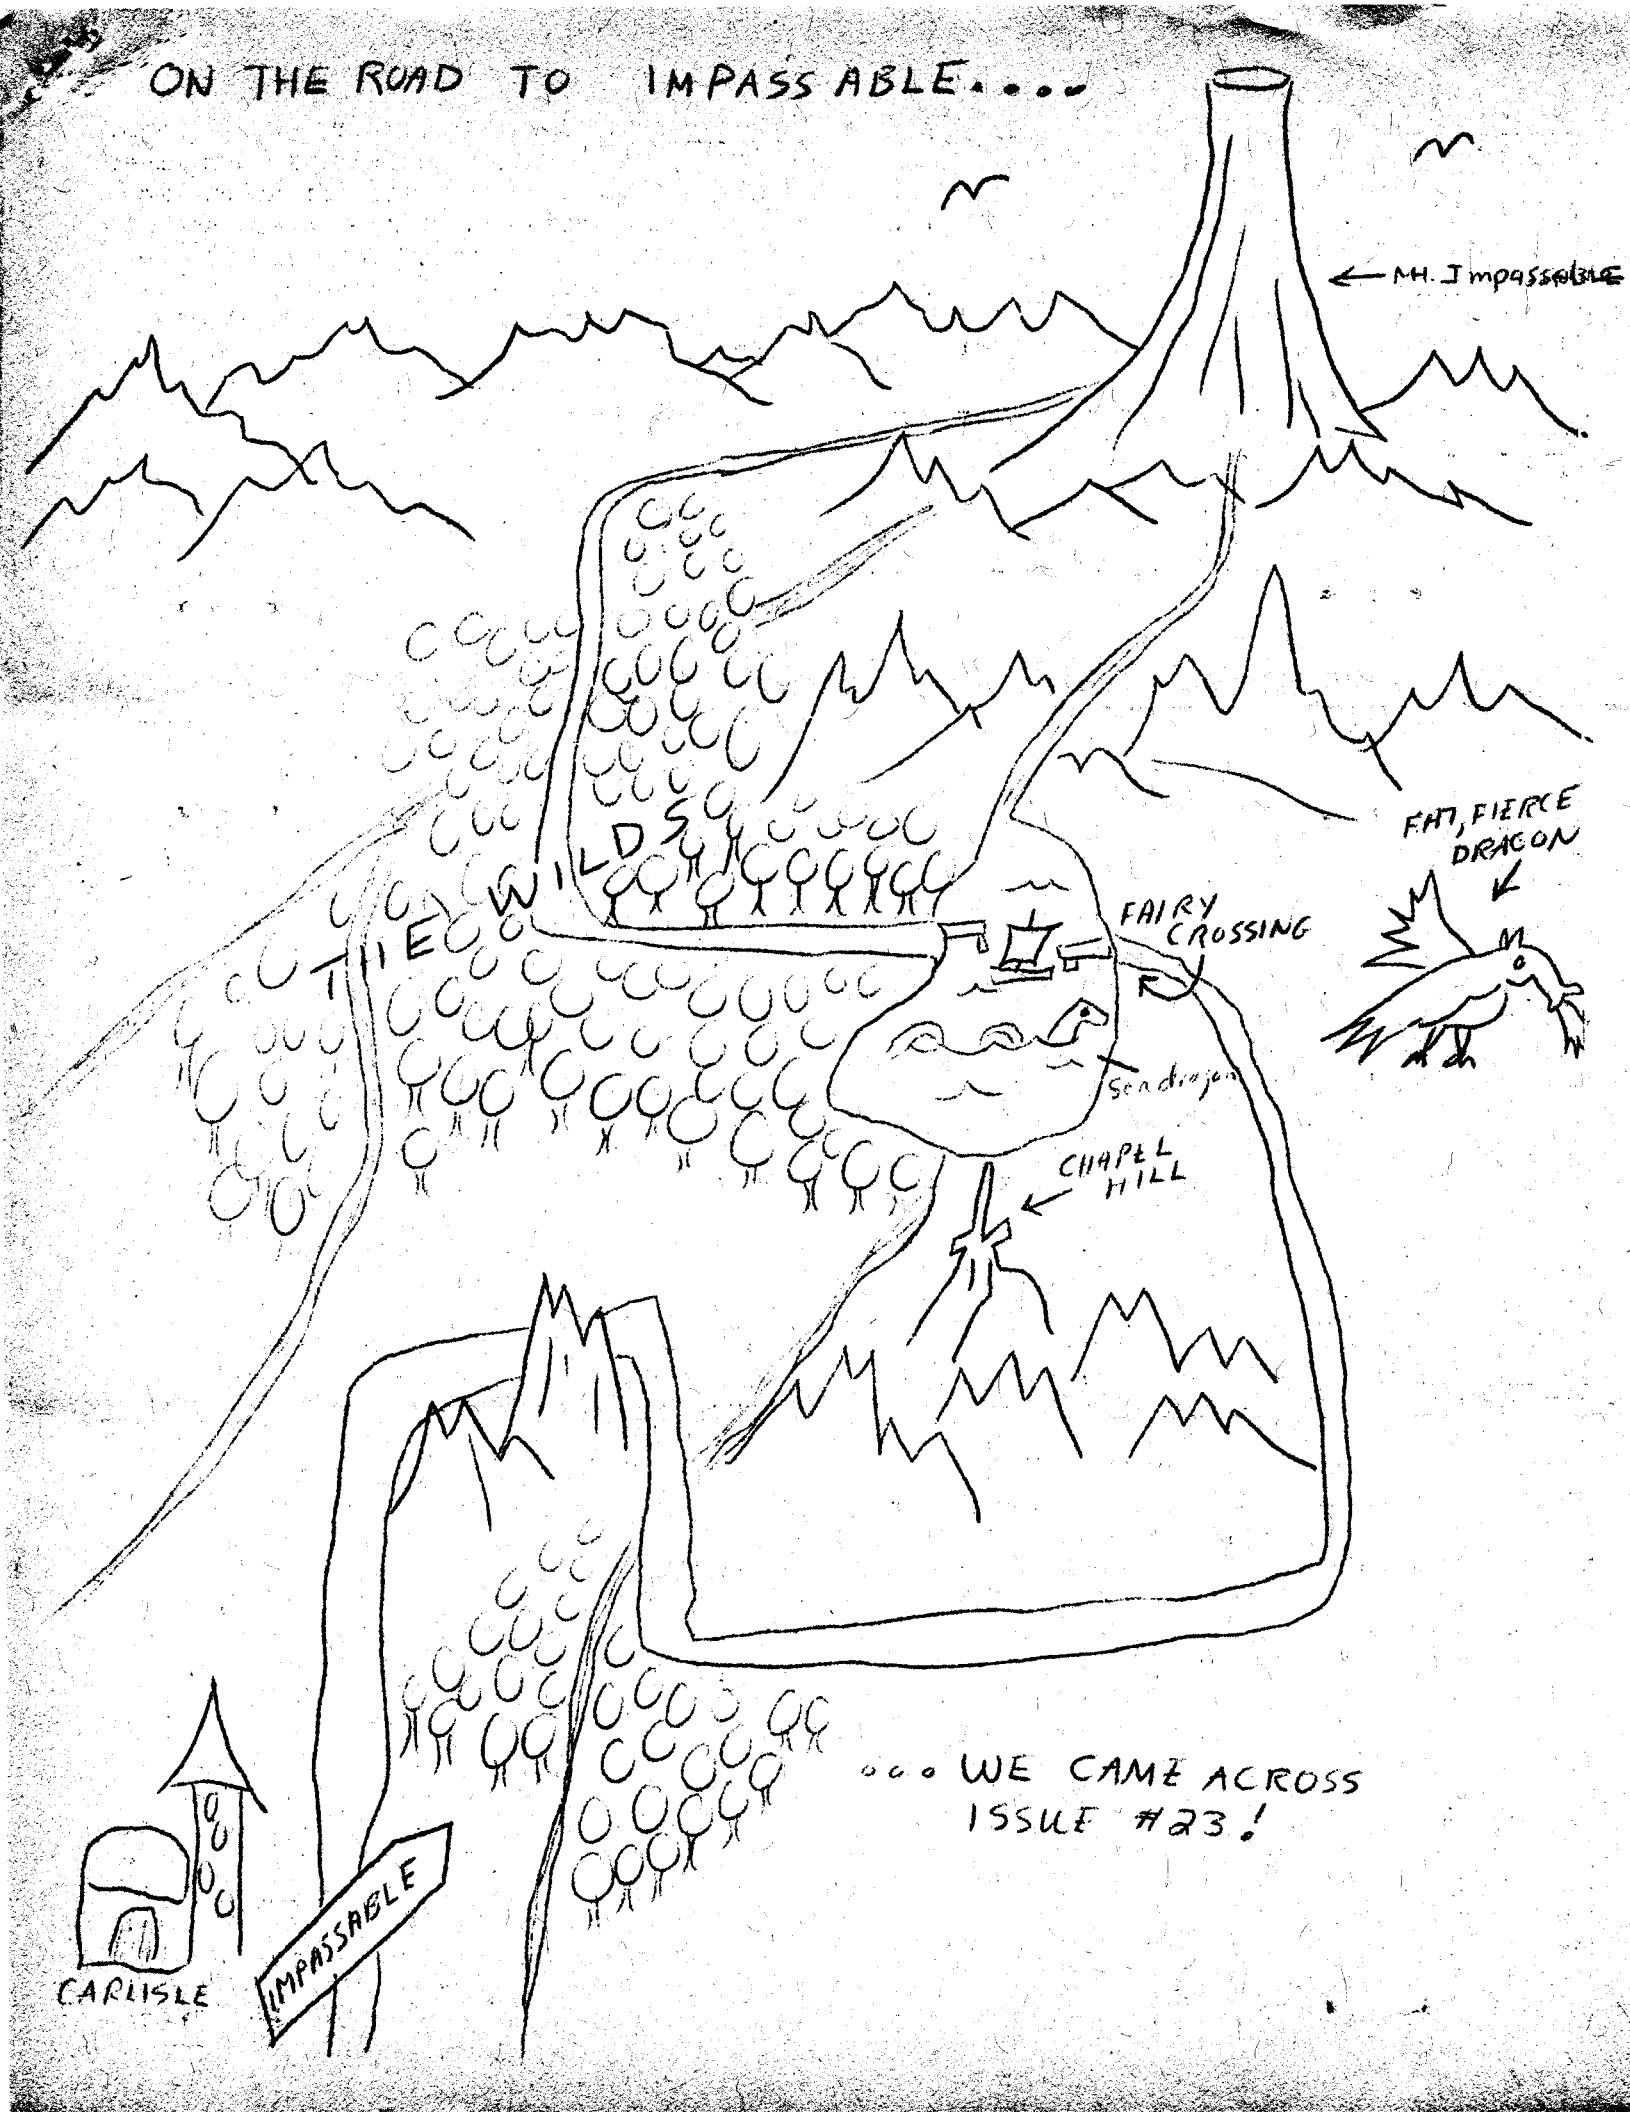 ON THE ROAD TO IMPASSABLE....
Mt. Impassable
FAT, FIERCE
DRAGON
THE WILDS
FAIRY
CROSSING
Sea dragon
CHAPEL
HILL
...WE CAME ACROSS
ISSUE #23!
IMPASSABLE
CARLISLE